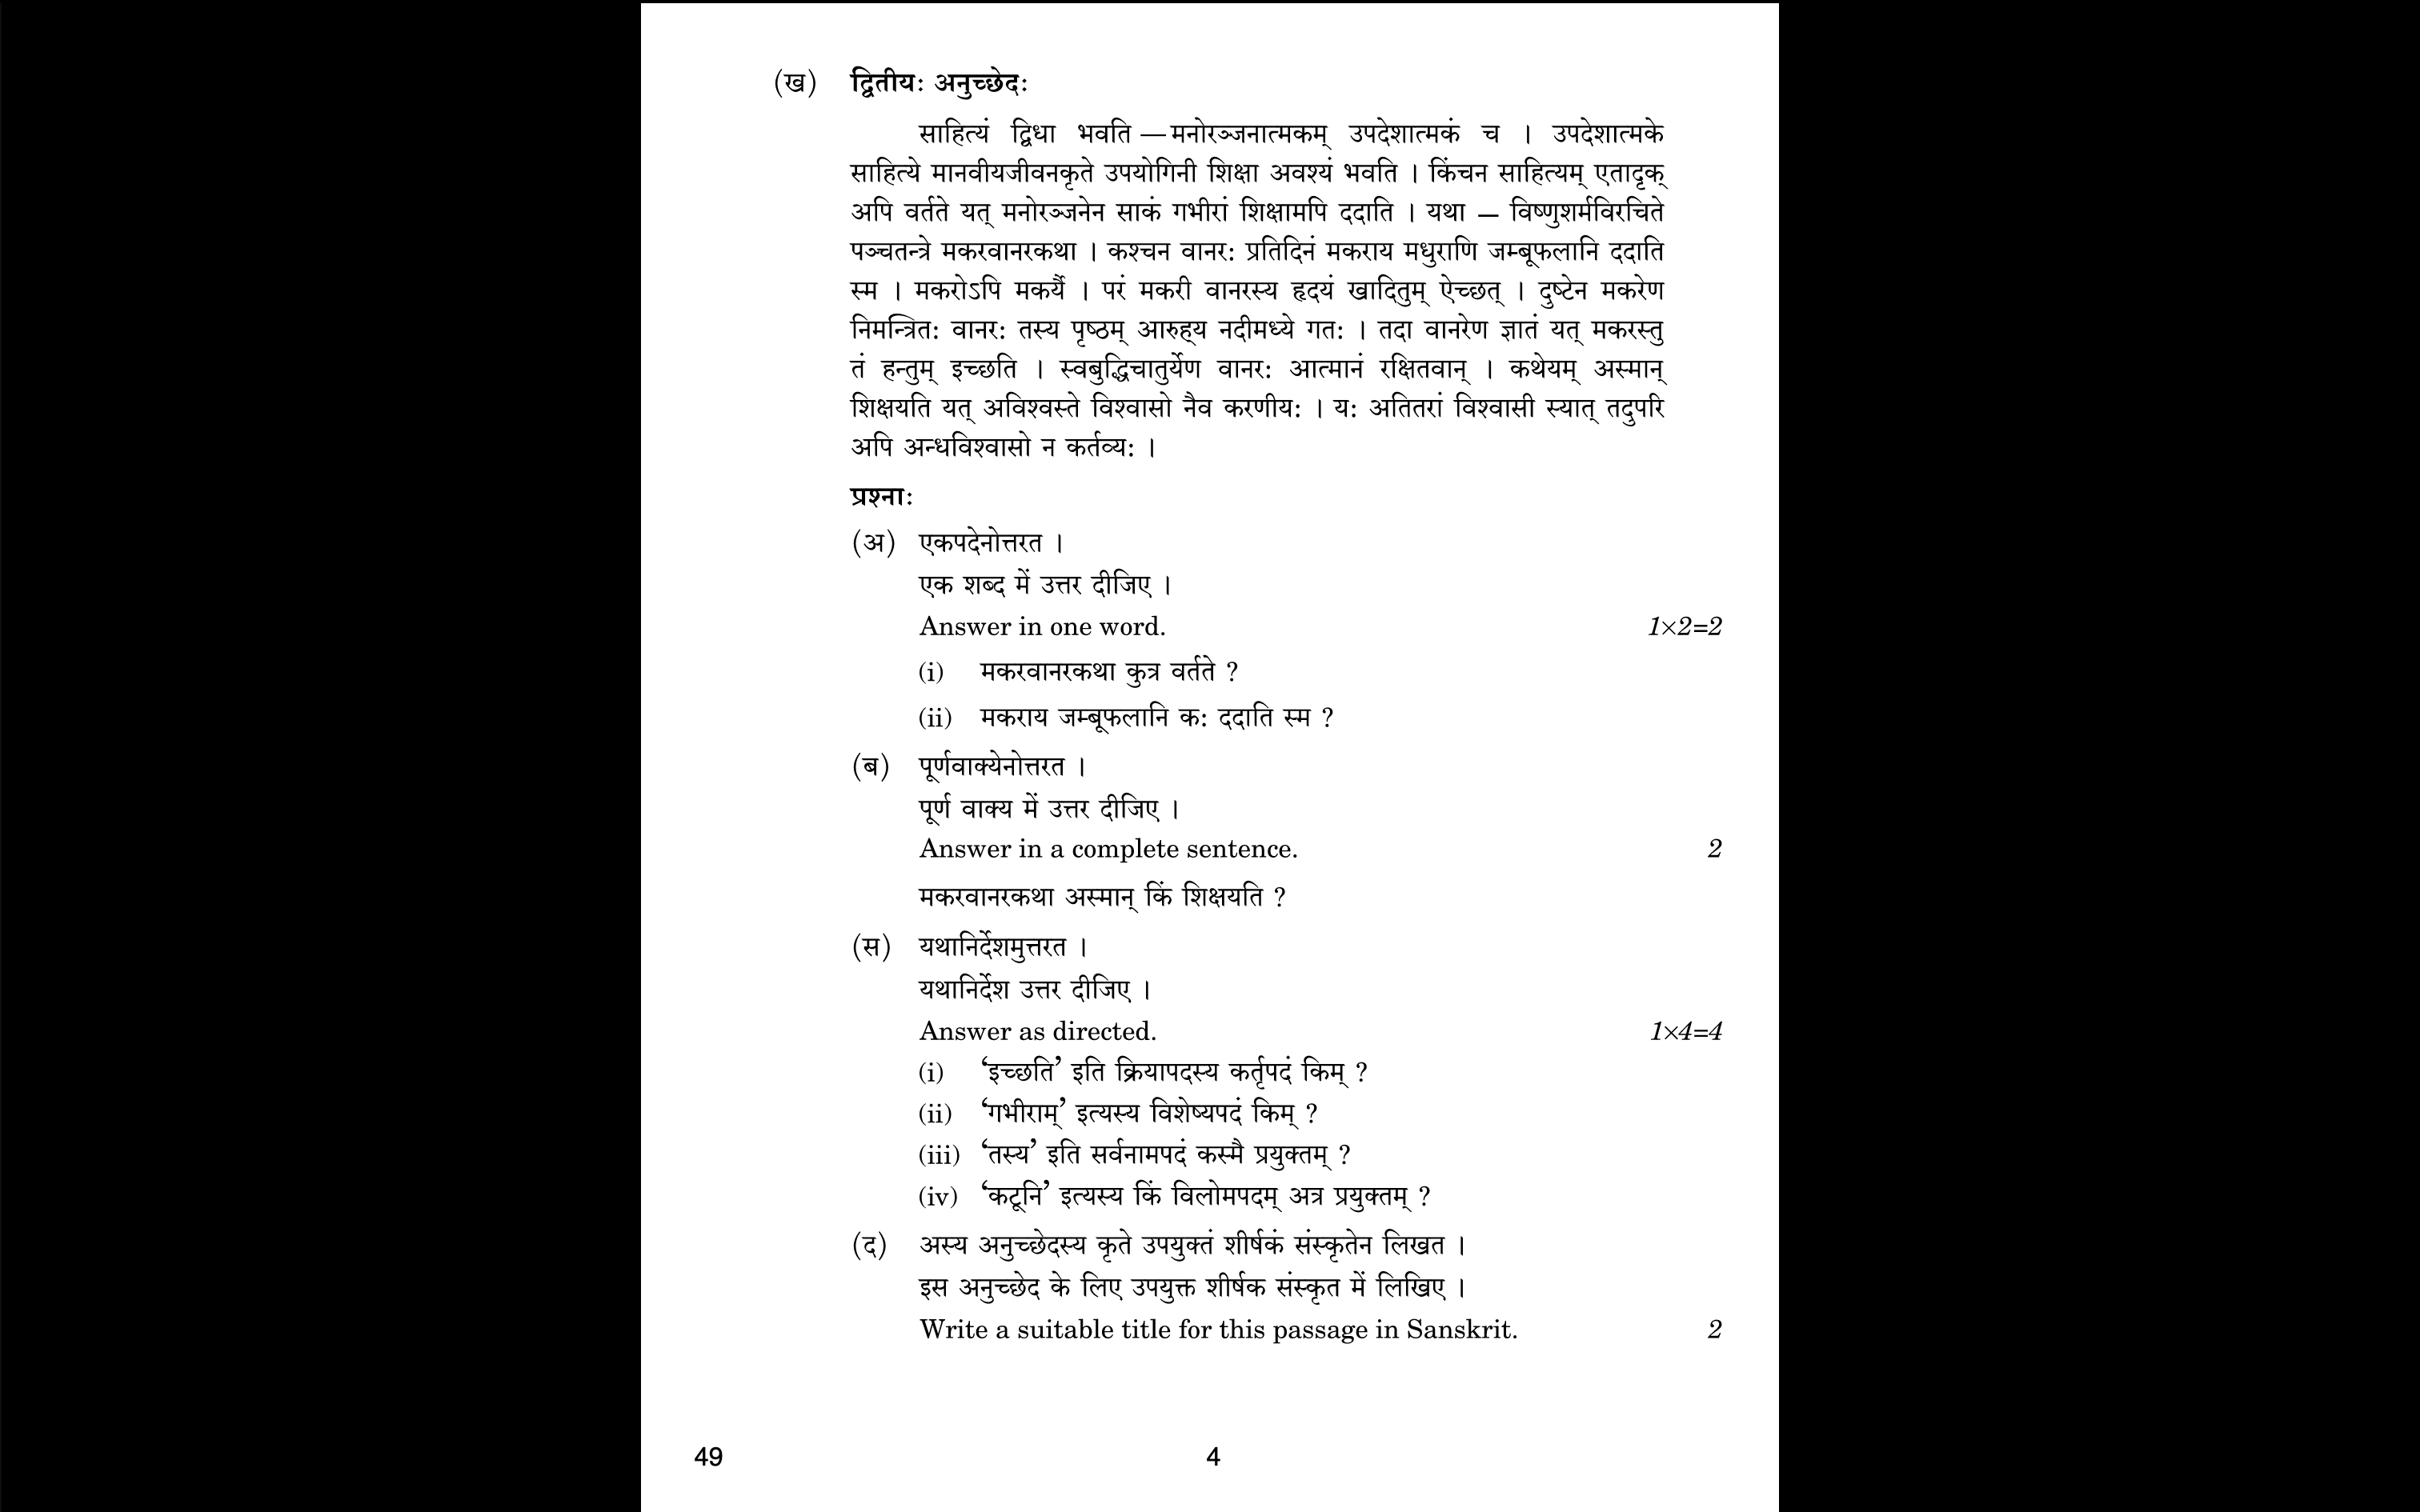 (ख) द्वितीयः अनुच्छेदः
साहित्यं द्विधा भवति — मनोरञ्जनात्मकम् उपदेशात्मकं च । उपदेशात्मके
साहित्ये मानवीयजीवनकृते उपयोगिनी शिक्षा अवश्यं भवति । किंचन साहित्यम् एतादृक्
अपि वर्तते यत् मनोरञ्जनेन साकं गभीरां शिक्षामपि ददाति । यथा – विष्णुशर्मविरचिते
पञ्चतन्त्रे मकरवानरकथा । कश्चन वानरः प्रतिदिनं मकराय मधुराणि जम्बूफलानि ददाति
स्म । मकरोऽपि मकर्यै । परं मकरी वानरस्य हृदयं खादितुम् ऐच्छत् । दुष्टेन मकरेण
निमन्त्रितः वानरः तस्य पृष्ठम् आरुह्य नदीमध्ये गतः । तदा वानरेण ज्ञातं यत् मकरस्तु
तं हन्तुम् इच्छति । स्वबुद्धिचातुर्येण वानरः आत्मानं रक्षितवान् । कथेयम् अस्मान्
शिक्षयति यत् अविश्वस्ते विश्वासो नैव करणीयः । यः अतितरां विश्वासी स्यात् तदुपरि
अपि अन्धविश्वासो न कर्तव्यः ।
प्रश्नाः
(अ) एकपदेनोत्तरत ।
एक शब्द में उत्तर दीजिए ।
Answer in one word. 1×2=2
(i) मकरवानरकथा कुत्र वर्तते ?
(ii) मकराय जम्बूफलानि कः ददाति स्म ?
(ब) पूर्णवाक्येनोत्तरत ।
पूर्ण वाक्य में उत्तर दीजिए ।
Answer in a complete sentence. 2
मकरवानरकथा अस्मान् किं शिक्षयति ?
(स) यथानिर्देशमुत्तरत ।
यथानिर्देश उत्तर दीजिए ।
Answer as directed. 1×4=4
(i) ‘इच्छति’ इति क्रियापदस्य कर्तृपदं किम् ?
(ii) ‘गभीराम्’ इत्यस्य विशेष्यपदं किम् ?
(iii) ‘तस्य’ इति सर्वनामपदं कस्मै प्रयुक्तम् ?
(iv) ‘कटूनि’ इत्यस्य किं विलोमपदम् अत्र प्रयुक्तम् ?
(द) अस्य अनुच्छेदस्य कृते उपयुक्तं शीर्षकं संस्कृतेन लिखत ।
इस अनुच्छेद के लिए उपयुक्त शीर्षक संस्कृत में लिखिए ।
Write a suitable title for this passage in Sanskrit. 2
49 4